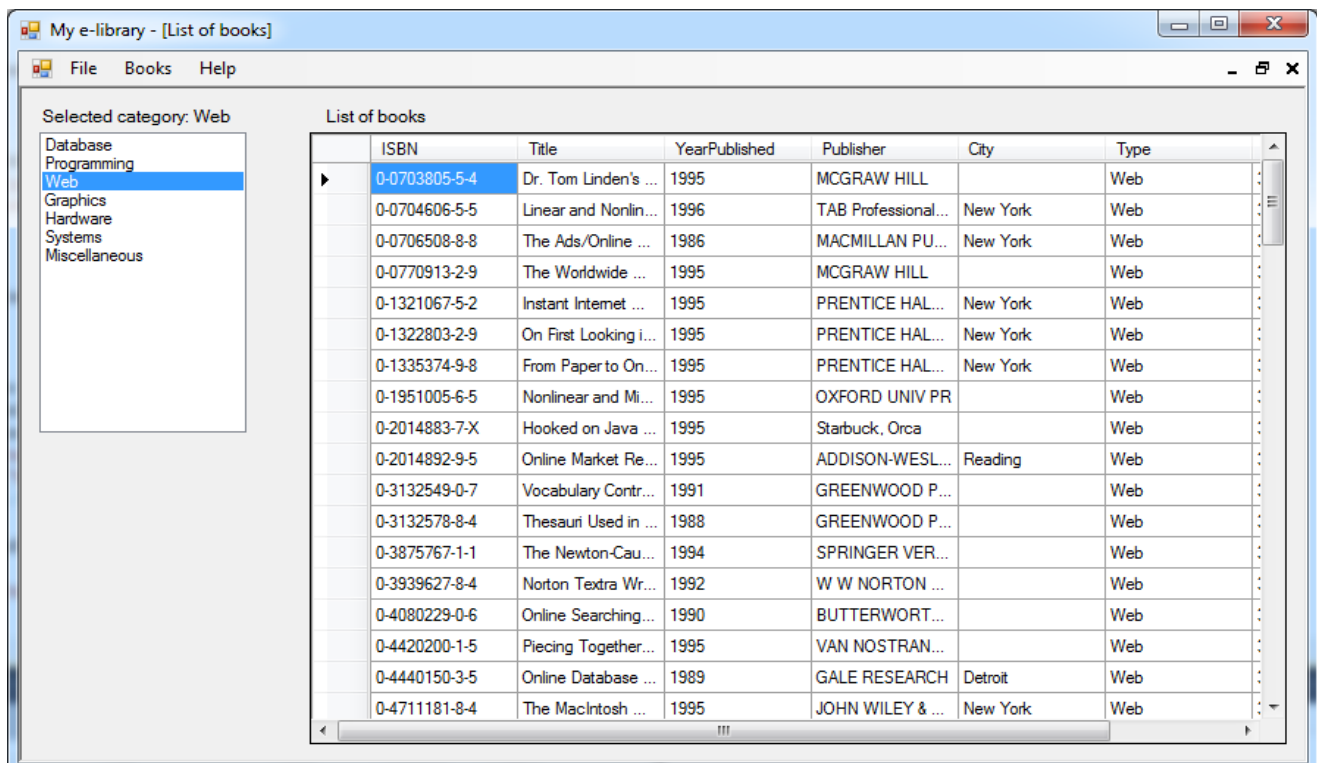 My e-library - [List of books]
File Books Help
Selected category: Web
List of books
Database
Programming
Web
Graphics
Hardware
Systems
Miscellaneous
ISBN Title YearPublished Publisher City Type
0-0703805-5-4 Dr. Tom Linden's ... 1995 MCGRAW HILL Web
0-0704606-5-5 Linear and Nonlin... 1996 TAB Professional... New York Web
0-0706508-8-8 The Ads/Online ... 1986 MACMILLAN PU... New York Web
0-0770913-2-9 The Worldwide ... 1995 MCGRAW HILL Web
0-1321067-5-2 Instant Internet ... 1995 PRENTICE HAL... New York Web
0-1322803-2-9 On First Looking i... 1995 PRENTICE HAL... New York Web
0-1335374-9-8 From Paper to On... 1995 PRENTICE HAL... New York Web
0-1951005-6-5 Nonlinear and Mi... 1995 OXFORD UNIV PR Web
0-2014883-7-X Hooked on Java ... 1995 Starbuck, Orca Web
0-2014892-9-5 Online Market Re... 1995 ADDISON-WESL... Reading Web
0-3132549-0-7 Vocabulary Contr... 1991 GREENWOOD P... Web
0-3132578-8-4 Thesauri Used in ... 1988 GREENWOOD P... Web
0-3875767-1-1 The Newton-Cau... 1994 SPRINGER VER... Web
0-3939627-8-4 Norton Textra Wr... 1992 W W NORTON ... Web
0-4080229-0-6 Online Searching... 1990 BUTTERWORT... Web
0-4420200-1-5 Piecing Together... 1995 VAN NOSTRAN... Web
0-4440150-3-5 Online Database ... 1989 GALE RESEARCH Detroit Web
0-4711181-8-4 The MacIntosh ... 1995 JOHN WILEY & ... New York Web